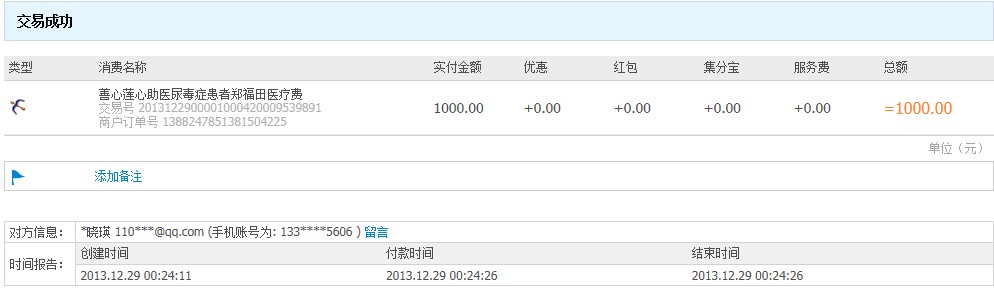 交易成功
类型 消费名称 实付金额 优惠 红包 集分宝 服务费 总额
善心莲心助医尿毒症患者郑福田医疗费
交易号 2013122900001000420009539891
商户订单号 1388247851381504225
1000.00 +0.00 +0.00 +0.00 +0.00 =1000.00
单位（元）
添加备注
对方信息： *晓瑛 110***@qq.com (手机账号为: 133****5606 ) 留言
时间报告： 创建时间 付款时间 结束时间
2013.12.29 00:24:11 2013.12.29 00:24:26 2013.12.29 00:24:26